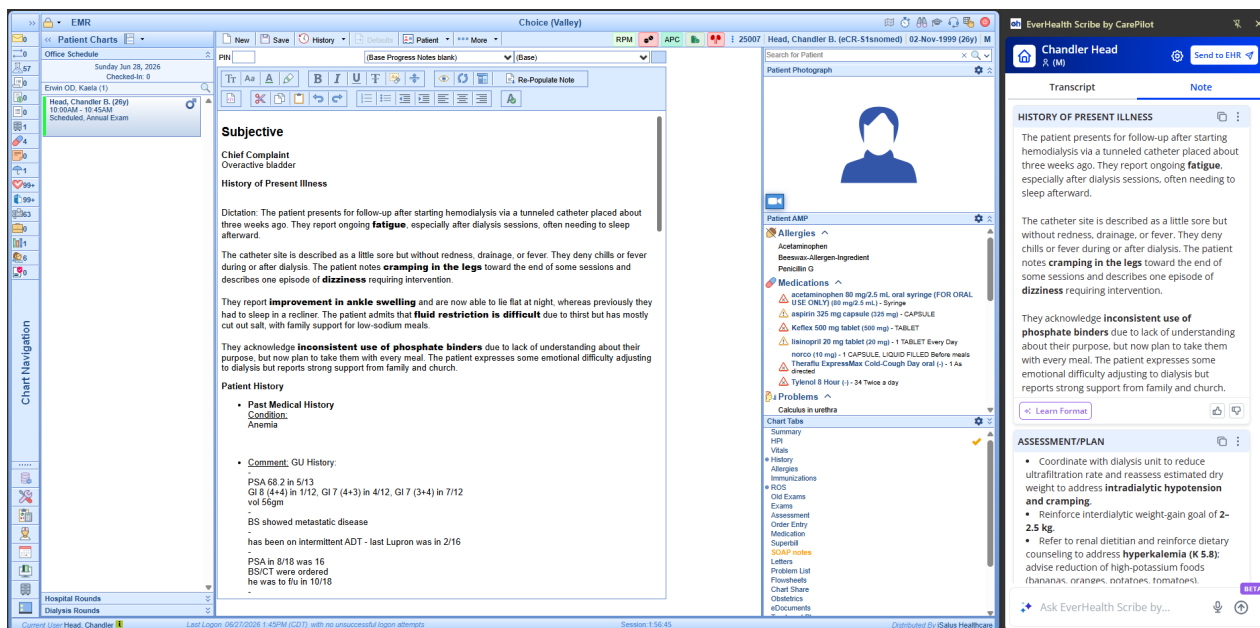 EMR
Choice (Valley)
Patient Charts
New
Save
History
Defaults
Patient
More
RPM
APC
25007
Head, Chandler B. (eCR-S1snomed)
02-Nov-1999 (26y)
M
0
0
57
0
0
0
1
4
0
1
99+
99+
63
0
1
6
0
Chart Navigation
Office Schedule
Sunday Jun 28, 2026
Checked-In: 0
Erwin OD, Kaela (1)
Head, Chandler B. (26y)
10:00AM - 10:45AM
Scheduled, Annual Exam
Hospital Rounds
Dialysis Rounds
PIN
(Base Progress Notes blank)
(Base)
Re-Populate Note
Subjective
Chief Complaint
Overactive bladder
History of Present Illness
Dictation: The patient presents for follow-up after starting hemodialysis via a tunneled catheter placed about
three weeks ago. They report ongoing fatigue, especially after dialysis sessions, often needing to sleep
afterward.
The catheter site is described as a little sore but without redness, drainage, or fever. They deny chills or fever
during or after dialysis. The patient notes cramping in the legs toward the end of some sessions and
describes one episode of dizziness requiring intervention.
They report improvement in ankle swelling and are now able to lie flat at night, whereas previously they
had to sleep in a recliner. The patient admits that fluid restriction is difficult due to thirst but has mostly
cut out salt, with family support for low-sodium meals.
They acknowledge inconsistent use of phosphate binders due to lack of understanding about their
purpose, but now plan to take them with every meal. The patient expresses some emotional difficulty adjusting
to dialysis but reports strong support from family and church.
Patient History
• Past Medical History
Condition:
Anemia
• Comment: GU History:
-
PSA 68.2 in 5/13
Gl 8 (4+4) in 1/12, Gl 7 (4+3) in 4/12, Gl 7 (3+4) in 7/12
vol 56gm
-
BS showed metastatic disease
-
has been on intermittent ADT - last Lupron was in 2/16
-
PSA in 8/18 was 16
BS/CT were ordered
he was to f/u in 10/18
-
Search for Patient
Patient Photograph
Patient AMP
Allergies
Acetaminophen
Beeswax-Allergen-Ingredient
Penicillin G
Medications
acetaminophen 80 mg/2.5 mL oral syringe (FOR ORAL
USE ONLY) (80 mg/2.5 mL) - Syringe
aspirin 325 mg capsule (325 mg) - CAPSULE
Keflex 500 mg tablet (500 mg) - TABLET
lisinopril 20 mg tablet (20 mg) - 1 TABLET Every Day
norco (10 mg) - 1 CAPSULE, LIQUID FILLED Before meals
Theraflu ExpressMax Cold-Cough Day oral (-) - 1 As
directed
Tylenol 8 Hour (-) - 34 Twice a day
Problems
Calculus in urethra
Chart Tabs
Summary
HPI
Vitals
History
Allergies
Immunizations
ROS
Old Exams
Exams
Assessment
Order Entry
Medication
Superbill
SOAP notes
Letters
Problem List
Flowsheets
Chart Share
Obstetrics
eDocuments
Current User Head, Chandler
Last Logon 06/27/2026 1:45PM (CDT) with no unsuccessful logon attempts
Session:1:56:45
Distributed By iSalus Healthcare
eh EverHealth Scribe by CarePilot
Chandler Head
(M)
Send to EHR
Transcript
Note
HISTORY OF PRESENT ILLNESS
The patient presents for follow-up after starting
hemodialysis via a tunneled catheter placed about
three weeks ago. They report ongoing fatigue,
especially after dialysis sessions, often needing to
sleep afterward.
The catheter site is described as a little sore but
without redness, drainage, or fever. They deny
chills or fever during or after dialysis. The patient
notes cramping in the legs toward the end of
some sessions and describes one episode of
dizziness requiring intervention.
They acknowledge inconsistent use of
phosphate binders due to lack of understanding
about their purpose, but now plan to take them
with every meal. The patient expresses some
emotional difficulty adjusting to dialysis but
reports strong support from family and church.
Learn Format
ASSESSMENT/PLAN
• Coordinate with dialysis unit to reduce
ultrafiltration rate and reassess estimated dry
weight to address intradialytic hypotension
and cramping.
• Reinforce interdialytic weight-gain goal of 2–
2.5 kg.
• Refer to renal dietitian and reinforce dietary
counseling to address hyperkalemia (K 5.8);
advise reduction of high-potassium foods
(bananas, oranges, potatoes, tomatoes).
BETA
Ask EverHealth Scribe by...